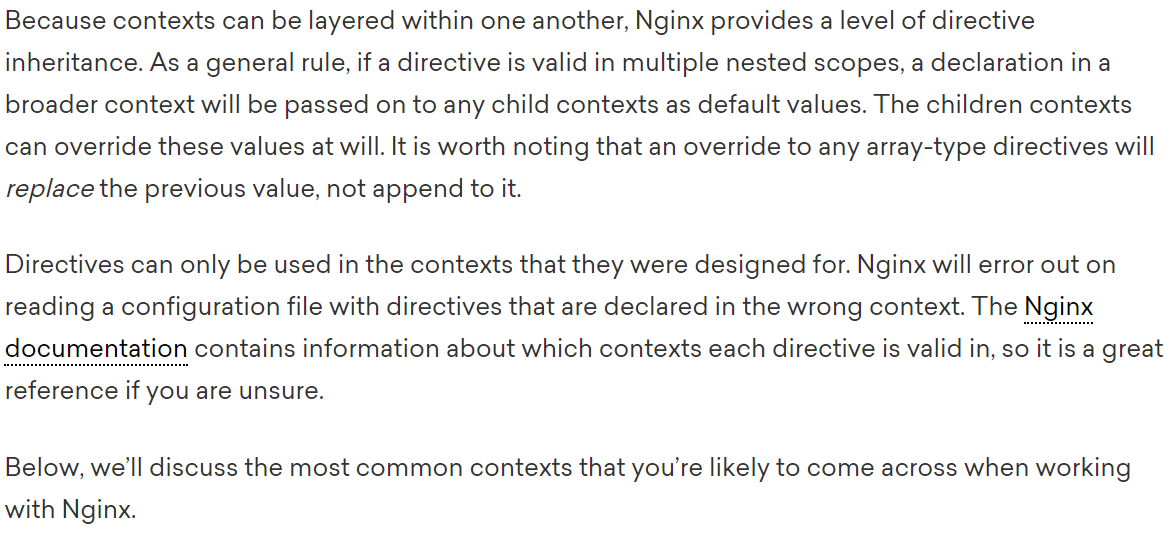 Because contexts can be layered within one another, Nginx provides a level of directive
inheritance. As a general rule, if a directive is valid in multiple nested scopes, a declaration in a
broader context will be passed on to any child contexts as default values. The children contexts
can override these values at will. It is worth noting that an override to any array-type directives will
replace the previous value, not append to it.
Directives can only be used in the contexts that they were designed for. Nginx will error out on
reading a configuration file with directives that are declared in the wrong context. The Nginx
documentation contains information about which contexts each directive is valid in, so it is a great
reference if you are unsure.
Below, we’ll discuss the most common contexts that you’re likely to come across when working
with Nginx.